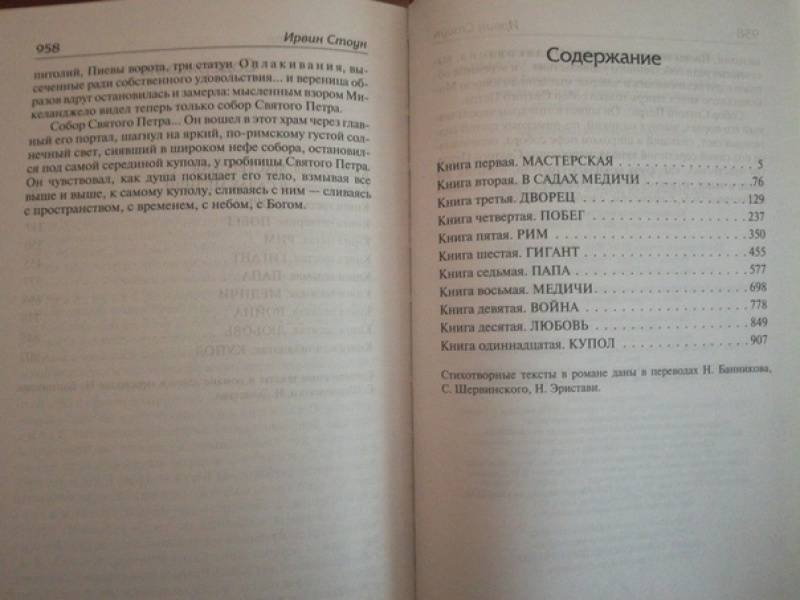 958
Ирвин Стоун
питолий, Пиевы ворота, три статуи Оплакивания, вы-
сеченные ради собственного удовольствия... и вереница об-
разов вдруг остановилась и замерла: мысленным взором Ми-
келанджело видел теперь только собор Святого Петра.
Собор Святого Петра... Он вошел в этот храм через глав-
ный его портал, шагнул на яркий, по-римскому густой сол-
нечный свет, сиявший в широком нефе собора, остановил-
ся под самой серединой купола, у гробницы Святого Петра.
Он чувствовал, как душа покидает его тело, взмывая все
выше и выше, к самому куполу, сливаясь с ним — сливаясь
с пространством, с временем, с небом, с Богом.
Содержание
Книга первая. МАСТЕРСКАЯ . . . . . . . . . . . . . . 5
Книга вторая. В САДАХ МЕДИЧИ . . . . . . . . . . . 76
Книга третья. ДВОРЕЦ . . . . . . . . . . . . . . . . . 129
Книга четвертая. ПОБЕГ . . . . . . . . . . . . . . . . 237
Книга пятая. РИМ . . . . . . . . . . . . . . . . . . . 350
Книга шестая. ГИГАНТ . . . . . . . . . . . . . . . . . 455
Книга седьмая. ПАПА . . . . . . . . . . . . . . . . . 577
Книга восьмая. МЕДИЧИ. . . . . . . . . . . . . . . . 698
Книга девятая. ВОЙНА . . . . . . . . . . . . . . . . 778
Книга десятая. ЛЮБОВЬ . . . . . . . . . . . . . . . 849
Книга одиннадцатая. КУПОЛ . . . . . . . . . . . . . 907
Стихотворные тексты в романе даны в переводах Н. Банникова,
С. Шервинского, Н. Эристави.